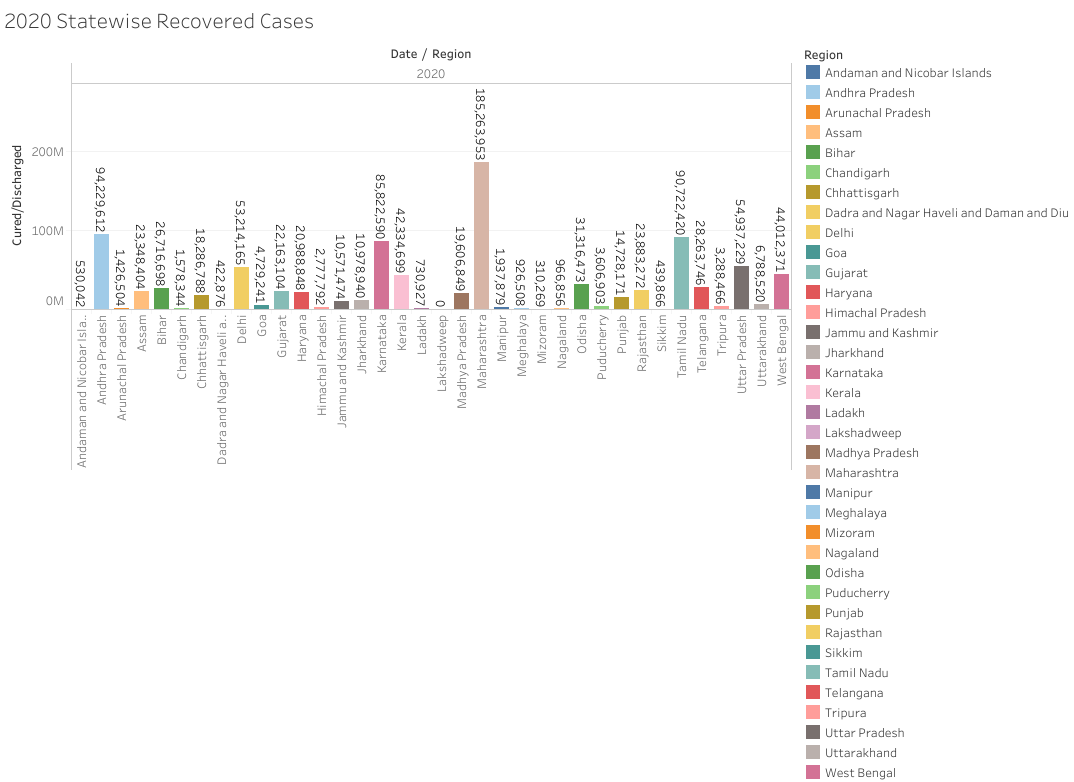 2020 Statewise Recovered Cases
Date / Region
2020
Cured/Discharged
200M
100M
0M
530,042
94,229,612
1,426,504
23,348,404
26,716,698
1,578,344
18,286,788
422,876
53,214,165
4,729,241
22,163,104
20,988,848
2,777,792
10,571,474
10,978,940
85,822,590
42,334,699
730,927
0
19,606,849
185,263,953
1,937,879
926,508
310,269
966,856
31,316,473
3,606,903
14,728,171
23,883,272
439,866
90,722,420
28,263,746
3,288,466
54,937,229
6,788,520
44,012,371
Andaman and Nicobar Isla..
Andhra Pradesh
Arunachal Pradesh
Assam
Bihar
Chandigarh
Chhattisgarh
Dadra and Nagar Haveli a..
Delhi
Goa
Gujarat
Haryana
Himachal Pradesh
Jammu and Kashmir
Jharkhand
Karnataka
Kerala
Ladakh
Lakshadweep
Madhya Pradesh
Maharashtra
Manipur
Meghalaya
Mizoram
Nagaland
Odisha
Puducherry
Punjab
Rajasthan
Sikkim
Tamil Nadu
Telangana
Tripura
Uttar Pradesh
Uttarakhand
West Bengal
Region
Andaman and Nicobar Islands
Andhra Pradesh
Arunachal Pradesh
Assam
Bihar
Chandigarh
Chhattisgarh
Dadra and Nagar Haveli and Daman and Diu
Delhi
Goa
Gujarat
Haryana
Himachal Pradesh
Jammu and Kashmir
Jharkhand
Karnataka
Kerala
Ladakh
Lakshadweep
Madhya Pradesh
Maharashtra
Manipur
Meghalaya
Mizoram
Nagaland
Odisha
Puducherry
Punjab
Rajasthan
Sikkim
Tamil Nadu
Telangana
Tripura
Uttar Pradesh
Uttarakhand
West Bengal